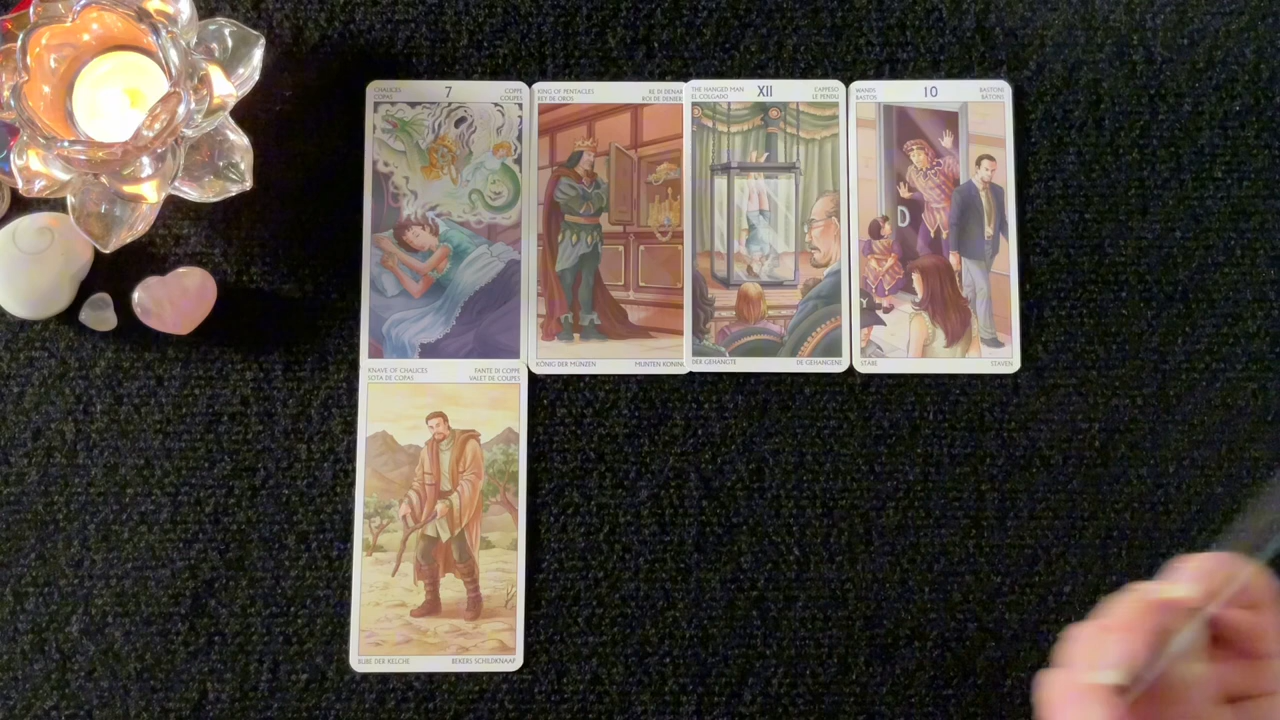 CHALICES
COPAS
7
COPPE
COUPES
KING OF PENTACLES
REY DE OROS
RE DI DENAR
ROI DE DENIERS
THE HANGED MAN
EL COLGADO
XII
L'APPESO
LE PENDU
WANDS
BASTOS
10
BASTONI
BÂTONS
D
Y
KÖNIG DER MÜNZEN
MUNTEN KONING
DER GEHÄNGTE
DE GEHANGENE
STÄBE
STAVEN
KNAVE OF CHALICES
SOTA DE COPAS
FANTE DI COPPE
VALET DE COUPES
BUBE DER KELCHE
BEKERS SCHILDKNAAP